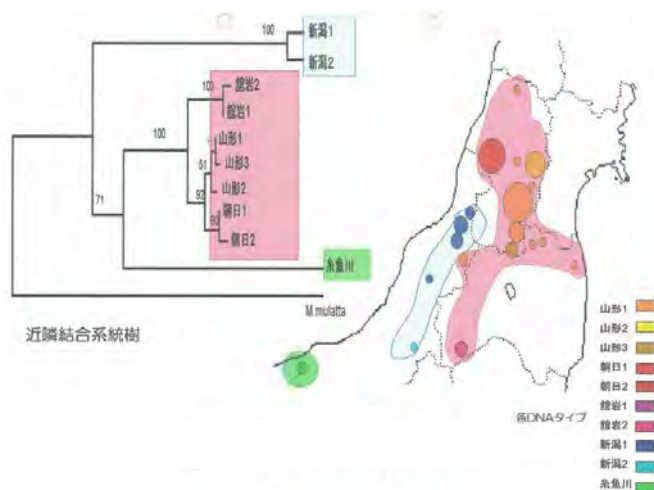 100
新潟1
新潟2
100
舘岩2
舘岩1
100
山形1
51
山形3
92
山形2
朝日1
90
朝日2
71
糸魚川
M.mulatta
近隣結合系統樹
各DNAタイプ
山形1
山形2
山形3
朝日1
朝日2
舘岩1
舘岩2
新潟1
新潟2
糸魚川